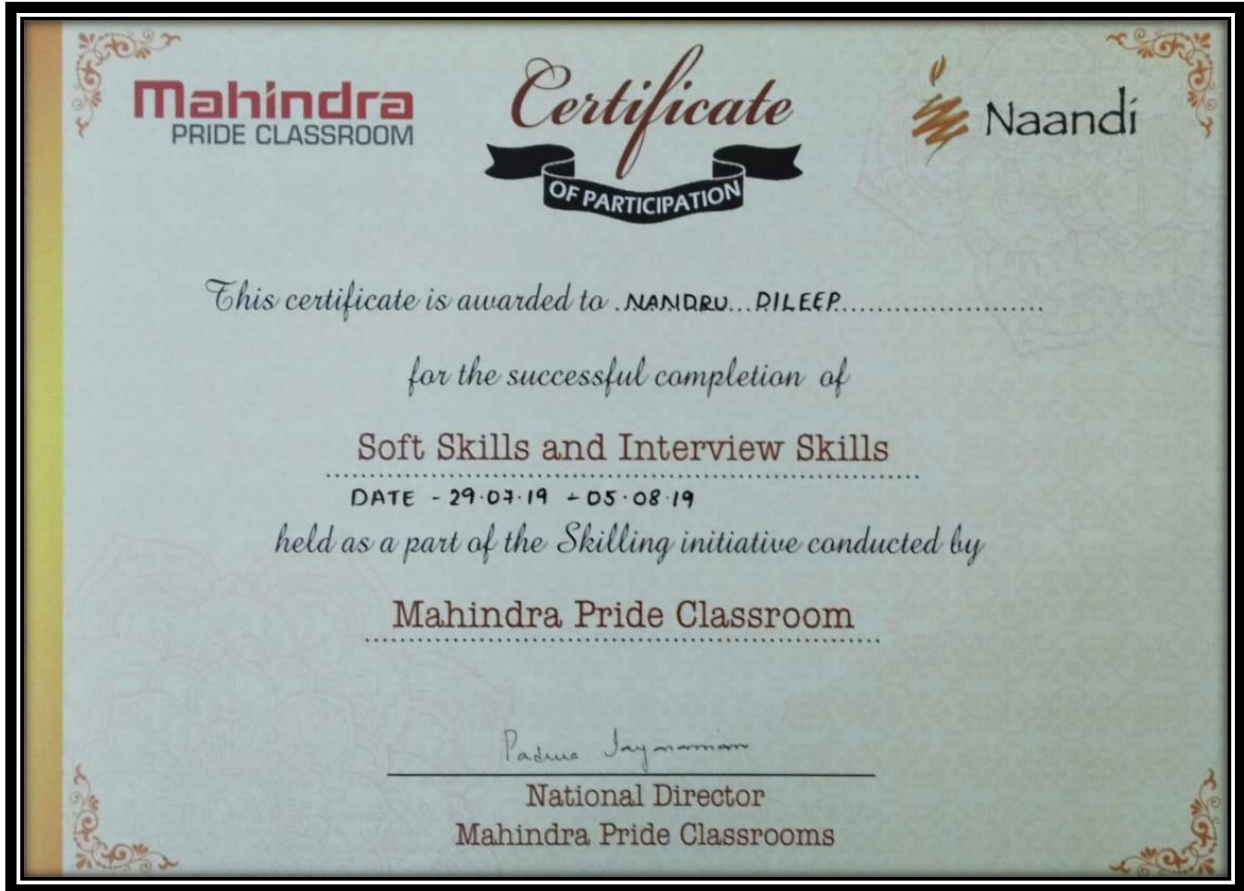 Mahindra
PRIDE CLASSROOM
Certificate
OF PARTICIPATION
Naandi
This certificate is awarded to .NANDRU...DILEEP......................
for the successful completion of
Soft Skills and Interview Skills
DATE - 29.07.19 - 05.08.19
held as a part of the Skilling initiative conducted by
Mahindra Pride Classroom
National Director
Mahindra Pride Classrooms